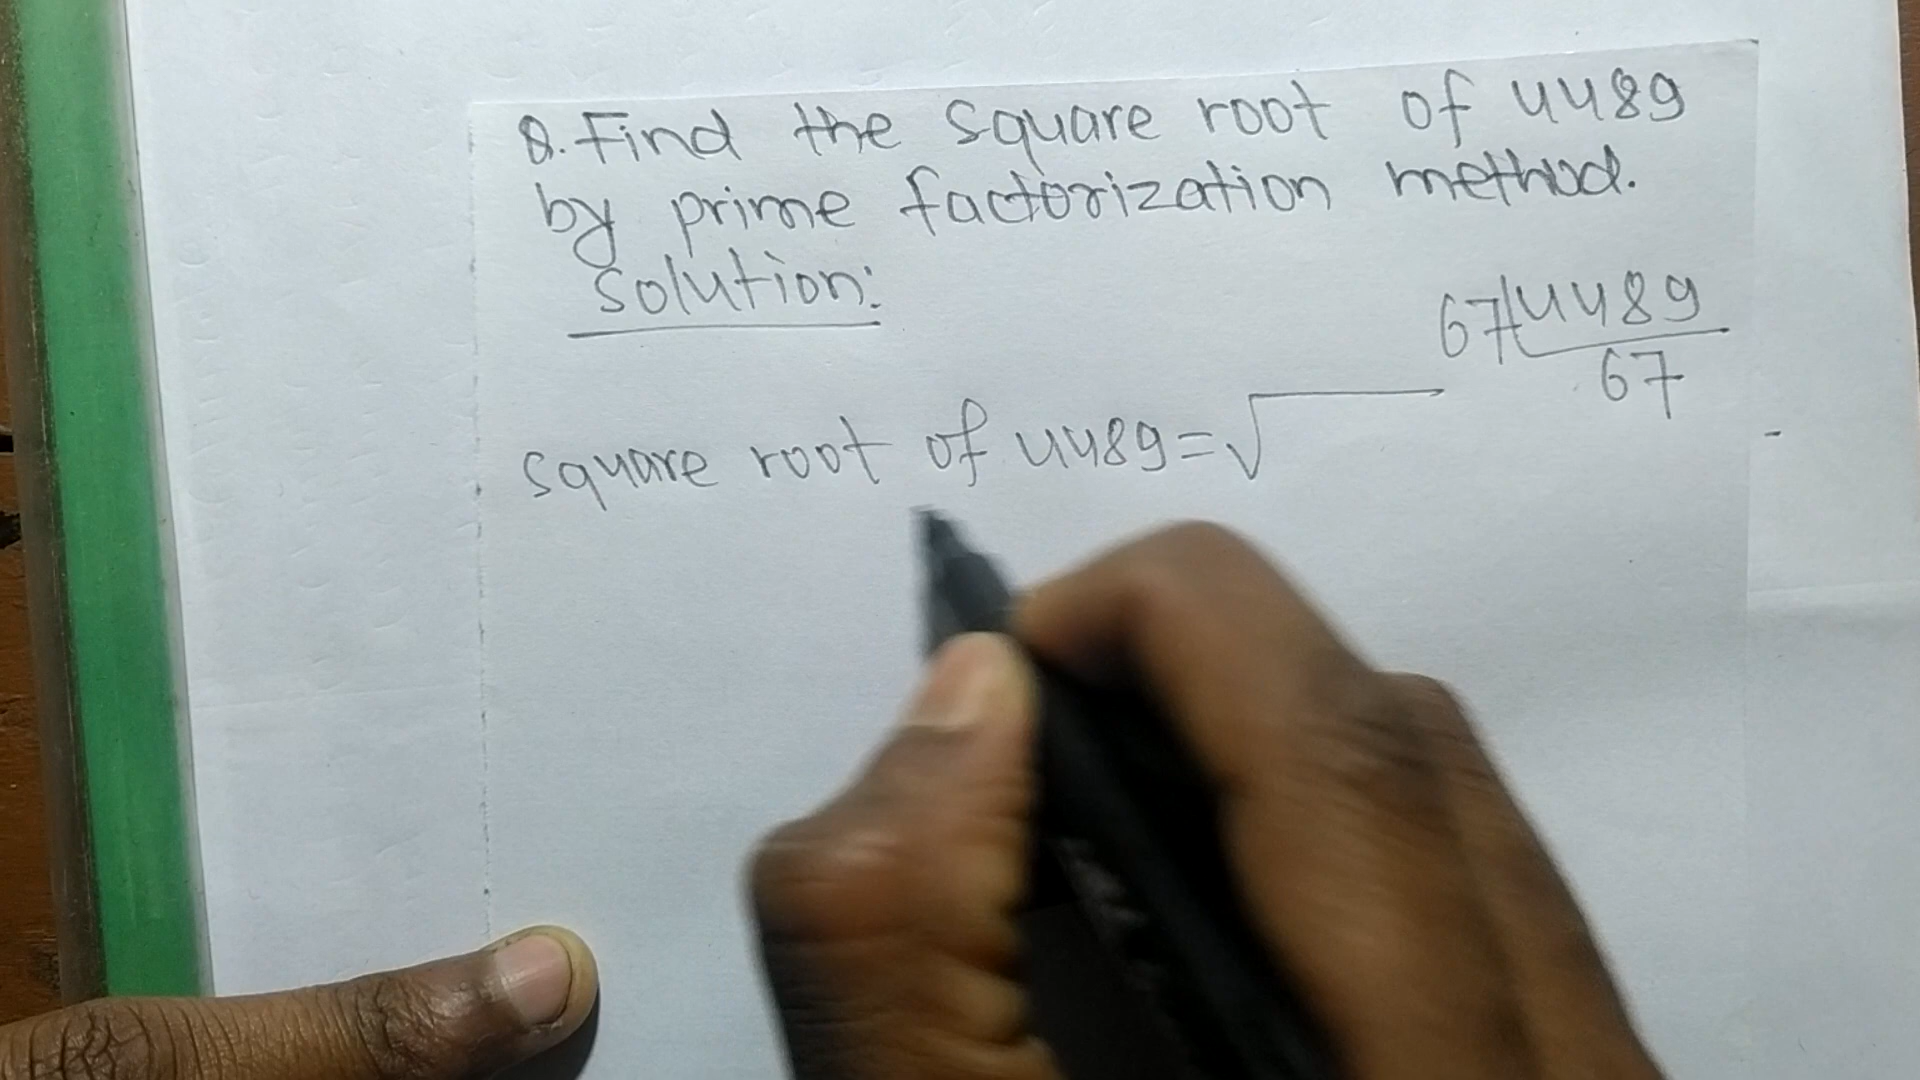 Q. Find the square root of 4489
by prime factorization method.
solution:
67 4489
67
square root of 4489 = √